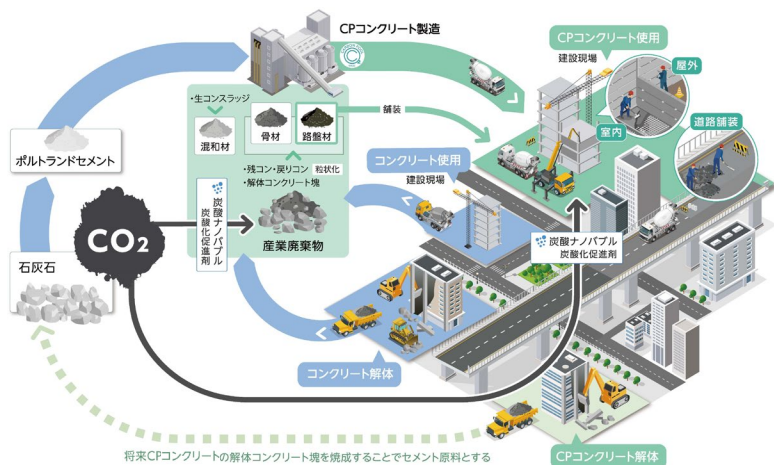 CPコンクリート製造
CPコンクリート使用
建設現場
屋外
室内
道路舗装
・生コンスラッジ
混和材
骨材
路盤材
舗装
・残コン・戻りコン 粒状化
・解体コンクリート塊
産業廃棄物
ポルトランドセメント
石灰石
CO2
炭酸ナノバブル
炭酸化促進剤
コンクリート使用
建設現場
炭酸ナノバブル
炭酸化促進剤
コンクリート解体
CPコンクリート解体
将来CPコンクリートの解体コンクリート塊を焼成することでセメント原料とする